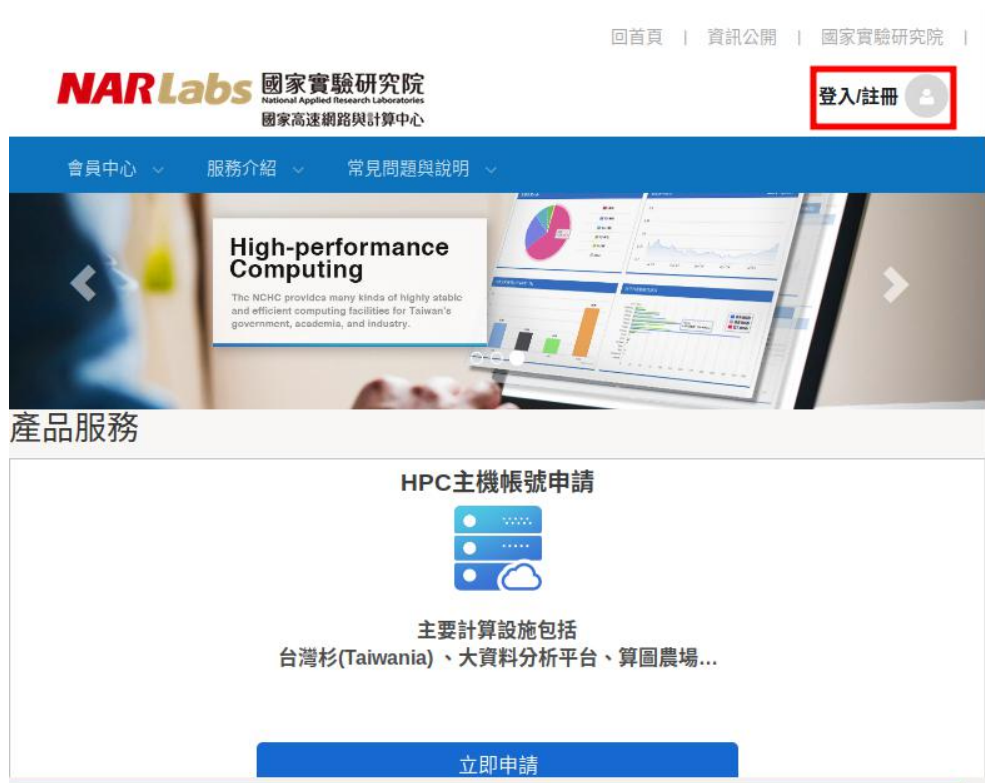 回首頁 | 資訊公開 | 國家實驗研究院 |
NARLabs 國家實驗研究院
National Applied Research Laboratories
國家高速網路與計算中心
登入/註冊
會員中心 服務介紹 常見問題與說明
High-performance
Computing
The NCHC provides many kinds of highly stable
and efficient computing facilities for Taiwan's
government, academia, and industry.
產品服務
HPC主機帳號申請
主要計算設施包括
台灣杉(Taiwania) 、大資料分析平台、算圖農場...
立即申請